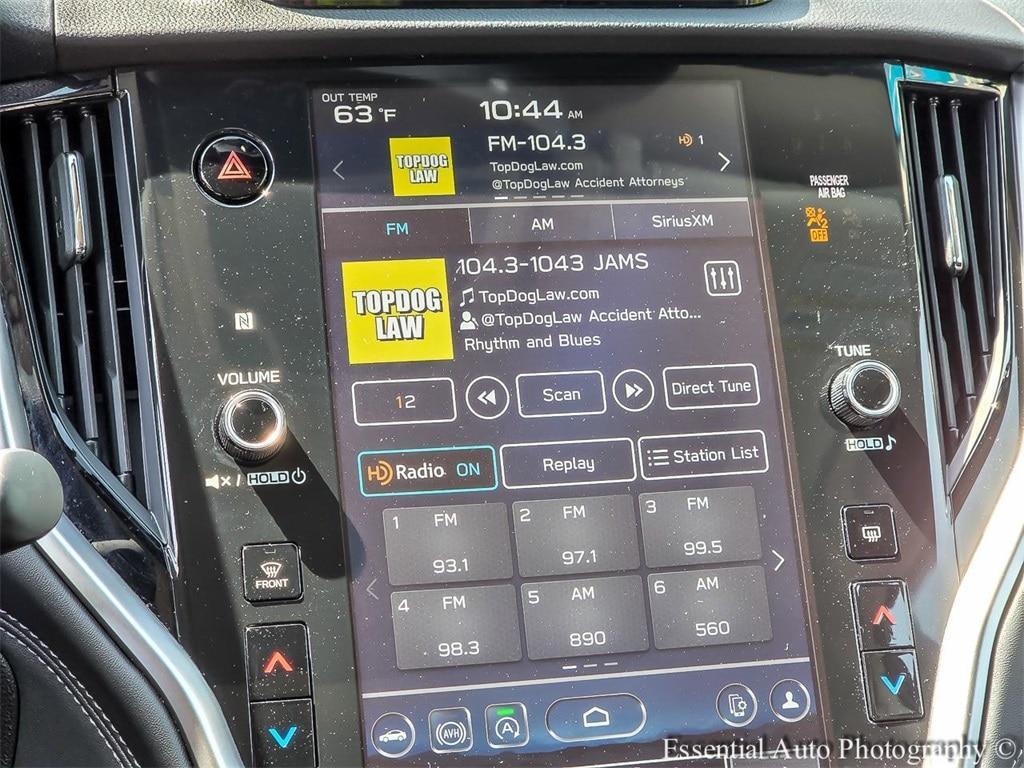 OUT TEMP
63 °F
10:44 AM
TOPDOG
LAW
FM-104.3
HD 1
TopDogLaw.com
@TopDogLaw Accident Attorneys
PASSENGER
AIR BAG
2
OFF
FM
AM
SiriusXM
TOPDOG
LAW
104.3-1043 JAMS
TopDogLaw.com
@TopDogLaw Accident Atto...
Rhythm and Blues
N
VOLUME
TUNE
12
Scan
Direct Tune
HOLD
/ HOLD
HD Radio ON
Replay
Station List
1 FM
93.1
2 FM
97.1
3 FM
99.5
FRONT
4 FM
98.3
5 AM
890
6 AM
560
AVH
A
Essential Auto Photography ©